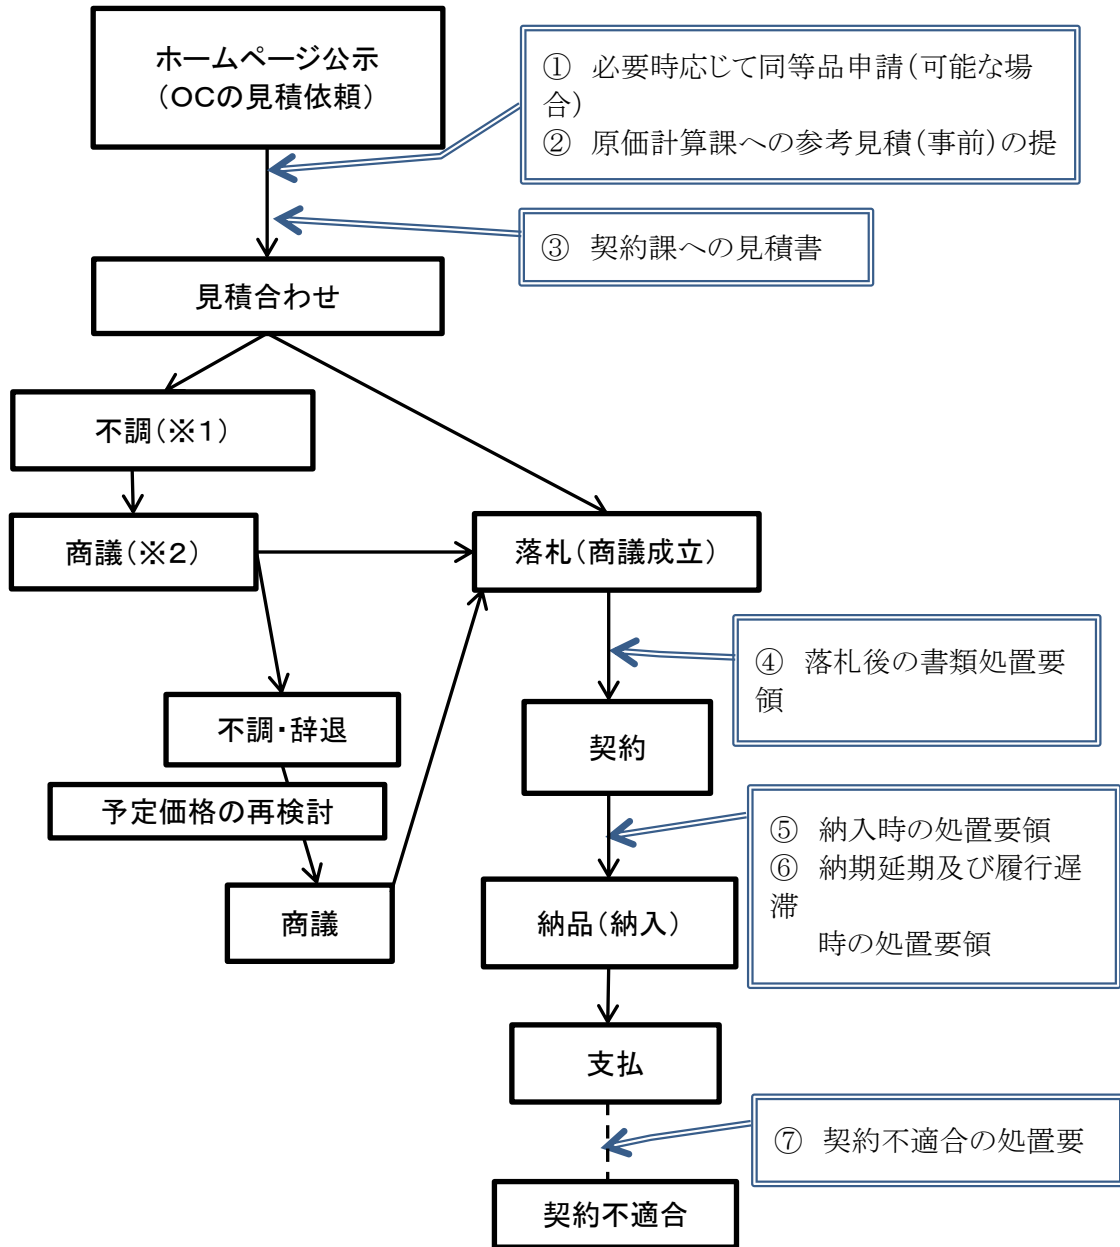 ホームページ公示
(OCの見積依頼)
① 必要時応じて同等品申請(可能な場
合)
② 原価計算課への参考見積(事前)の提
③ 契約課への見積書
見積合わせ
不調(※1)
商議(※2)
落札(商議成立)
④ 落札後の書類処置要
領
不調・辞退
契約
予定価格の再検討
⑤ 納入時の処置要領
⑥ 納期延期及び履行遅
滞
時の処置要領
商議
納品(納入)
支払
⑦ 契約不適合の処置要
契約不適合